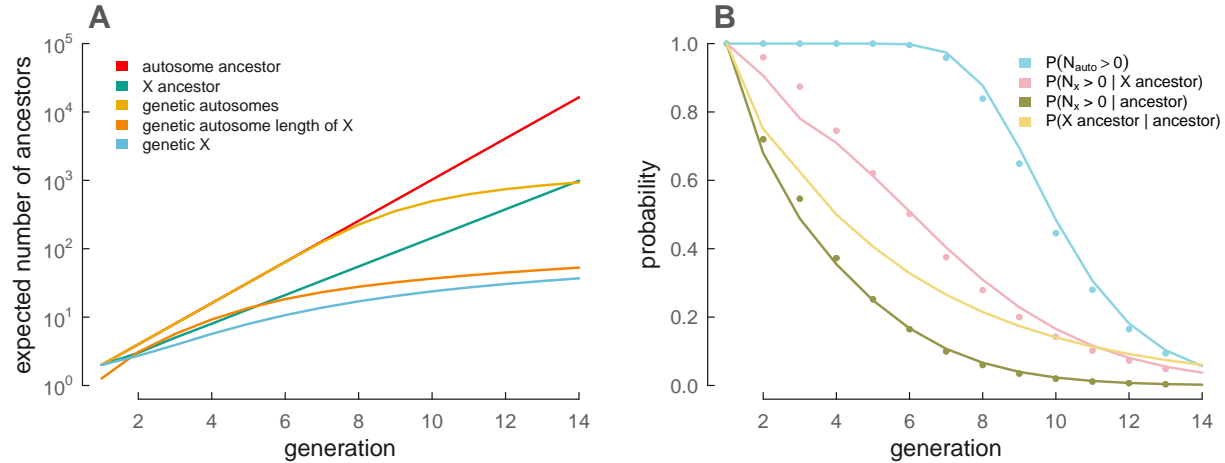 A
expected number of ancestors
10^5
10^4
10^3
10^2
10^1
10^0
autosome ancestor
X ancestor
genetic autosomes
genetic autosome length of X
genetic X
2 4 6 8 10 12 14
generation
B
probability
1.0
0.8
0.6
0.4
0.2
0.0
P(N_auto > 0)
P(N_x > 0 | X ancestor)
P(N_x > 0 | ancestor)
P(X ancestor | ancestor)
2 4 6 8 10 12 14
generation